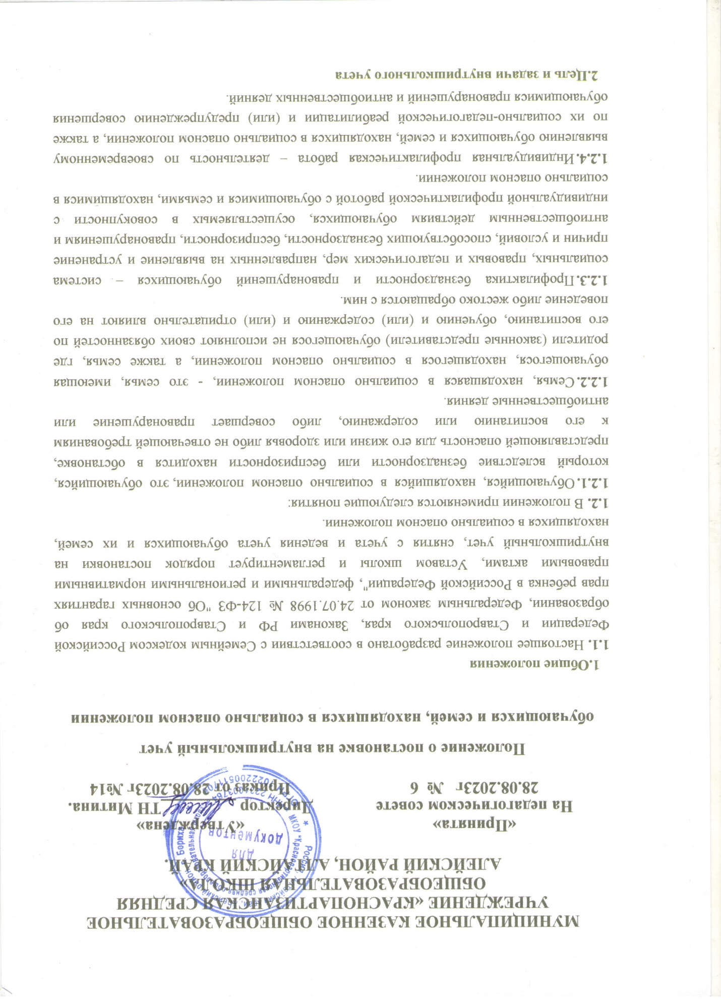 МУНИЦИПАЛЬНОЕ КАЗЕННОЕ ОБЩЕОБРАЗОВАТЕЛЬНОЕ
УЧРЕЖДЕНИЕ «КРАСНОПАРТИЗАНСКАЯ СРЕДНЯЯ
ОБЩЕОБРАЗОВАТЕЛЬНАЯ ШКОЛА»
АЛЕЙСКИЙ РАЙОН, АЛТАЙСКИЙ КРАЙ.
для
документов
«Принята» «Утверждена»
На педагогическом совете Директор ТН Митина.
28.08.2023г № 6 Приказ от 28.08.2023г №14
Положение о постановке на внутришкольный учет
обучающихся и семей, находящихся в социально опасном положении
1.Общие положения
1.1. Настоящее положение разработано в соответствии с Семейным кодексом Российской
Федерации и Ставропольского края, Законами РФ и Ставропольского края об
образовании, Федеральным законом от 24.07.1998 № 124-ФЗ "Об основных гарантиях
прав ребенка в Российской Федерации", федеральными и региональными нормативными
правовыми актами, Уставом школы и регламентирует порядок постановки на
внутришкольный учет, снятия с учета и ведения учета обучающихся и их семей,
находящихся в социально опасном положении.
1.2. В положении применяются следующие понятия:
1.2.1.Обучающийся, находящийся в социально опасном положении, это обучающийся,
который вследствие безнадзорности или беспризорности находится в обстановке,
представляющей опасность для его жизни или здоровья либо не отвечающей требованиям
к его воспитанию или содержанию, либо совершает правонарушение или
антиобщественные деяния.
1.2.2.Семья, находящаяся в социально опасном положении, - это семья, имеющая
обучающегося, находящегося в социально опасном положении, а также семья, где
родители (законные представители) обучающегося не исполняют своих обязанностей по
его воспитанию, обучению и (или) содержанию и (или) отрицательно влияют на его
поведение либо жестоко обращаются с ним.
1.2.3.Профилактика безнадзорности и правонарушений обучающихся – система
социальных, правовых и педагогических мер, направленных на выявление и устранение
причин и условий, способствующих безнадзорности, беспризорности, правонарушениям и
антиобщественным действиям обучающихся, осуществляемых в совокупности с
индивидуальной профилактической работой с обучающимися и семьями, находящимися в
социально опасном положении.
1.2.4.Индивидуальная профилактическая работа – деятельность по своевременному
выявлению обучающихся и семей, находящихся в социально опасном положении, а также
по их социально-педагогической реабилитации и (или) предупреждению совершения
обучающимися правонарушений и антиобщественных деяний.
2.Цель и задачи внутришкольного учета